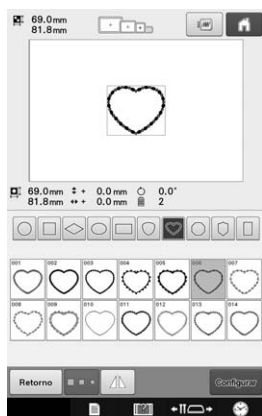 69.0mm
81.8mm
69.0mm + 0.0mm 0.0°
81.8mm + 0.0mm 2
001 002 003 004 005 006 007
008 009 010 011 012 013 014
Retorno
Configurar